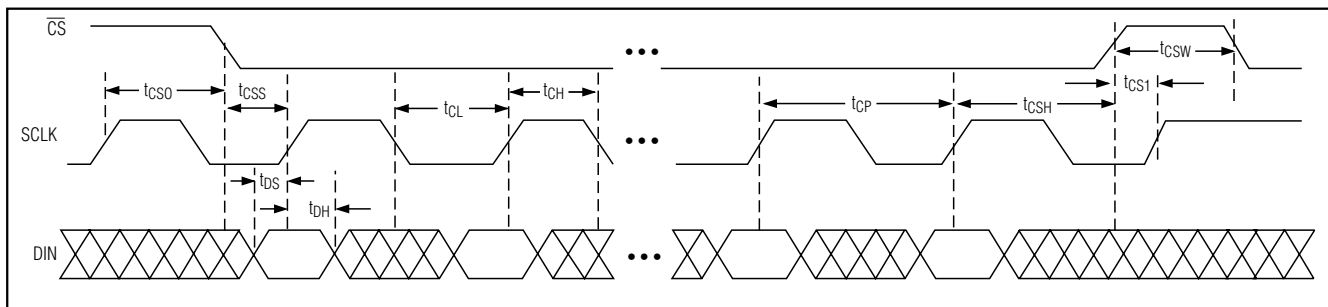 CS
tCSW
tCSO
tCSS
tCL
tCH
tCP
tCSH
tCS1
SCLK
tDS
tDH
DIN